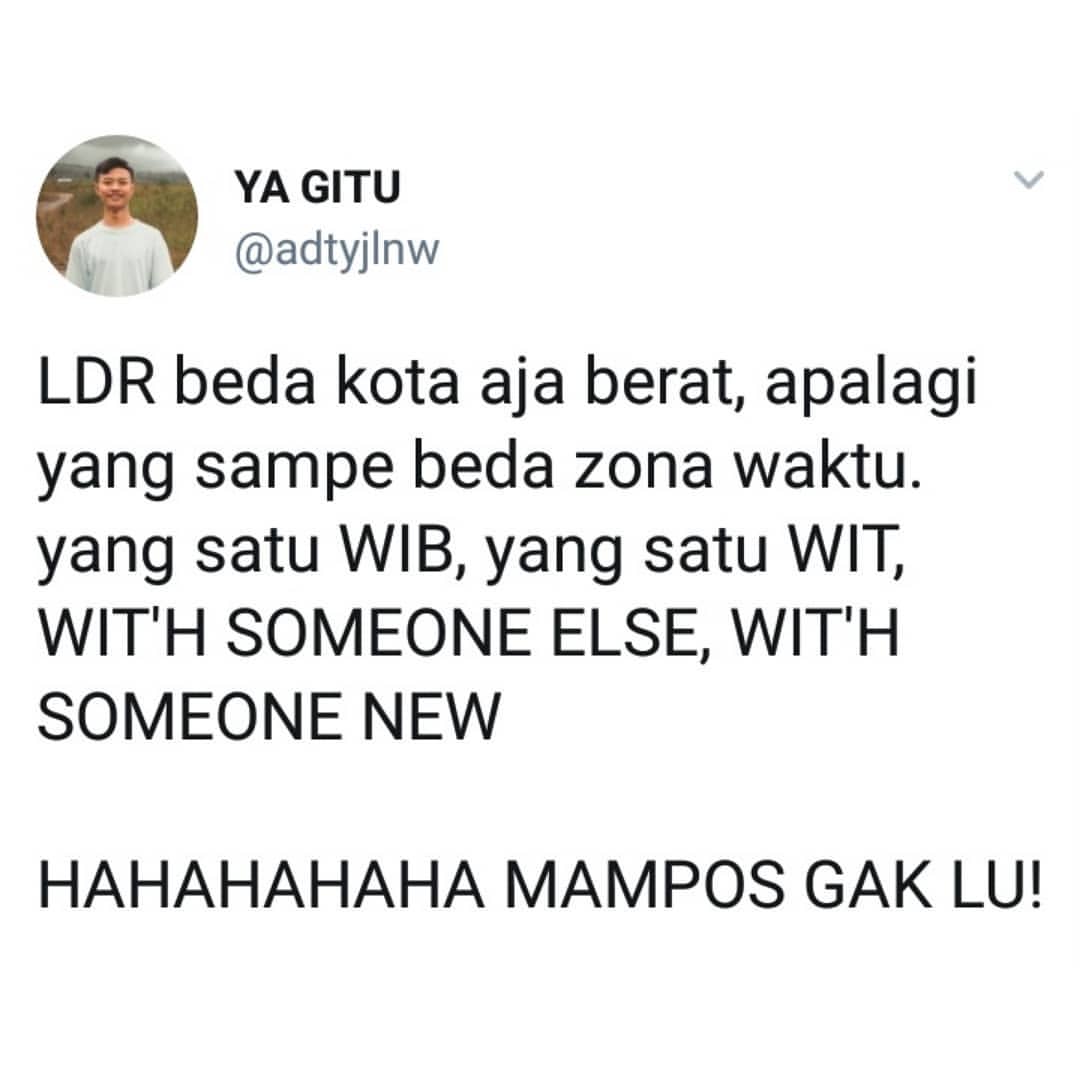 YA GITU
@adtyjlnw
LDR beda kota aja berat, apalagi
yang sampe beda zona waktu.
yang satu WIB, yang satu WIT,
WIT'H SOMEONE ELSE, WIT'H
SOMEONE NEW
HAHAHAHAHA MAMPOS GAK LU!